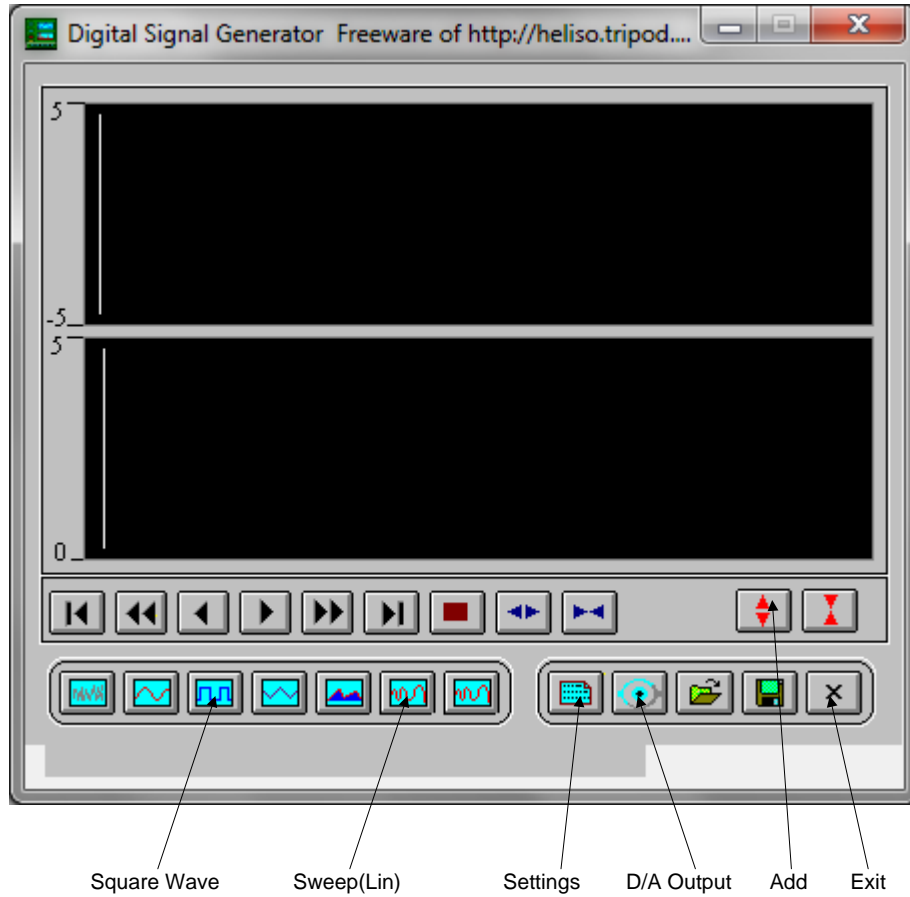 Digital Signal Generator Freeware of http://heliso.tripod....
5
-5
5
0
Square Wave Sweep(Lin) Settings D/A Output Add Exit